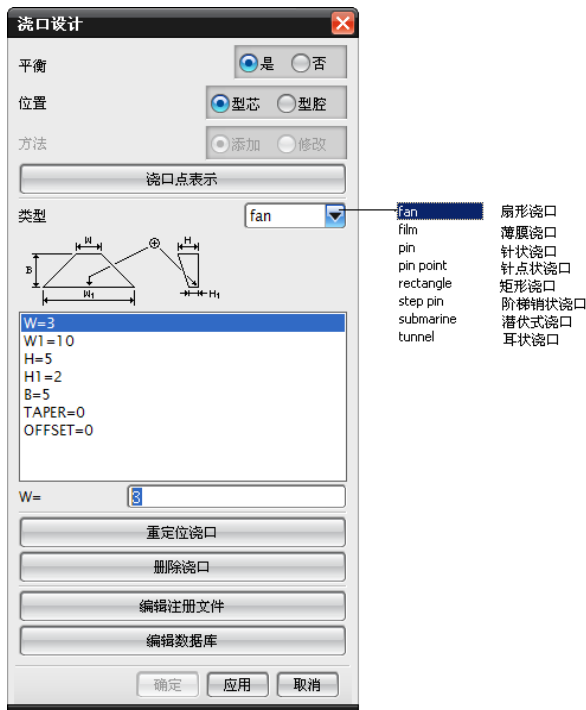 浇口设计
平衡 是 否
位置 型芯 型腔
方法 添加 修改
浇口点表示
类型 fan
fan 扇形浇口
film 薄膜浇口
pin 针状浇口
pin point 针点状浇口
rectangle 矩形浇口
step pin 阶梯销状浇口
submarine 潜伏式浇口
tunnel 耳状浇口
W H
B
W1 H1
W=3
W1=10
H=5
H1=2
B=5
TAPER=0
OFFSET=0
W= 3
重定位浇口
删除浇口
编辑注册文件
编辑数据库
确定 应用 取消